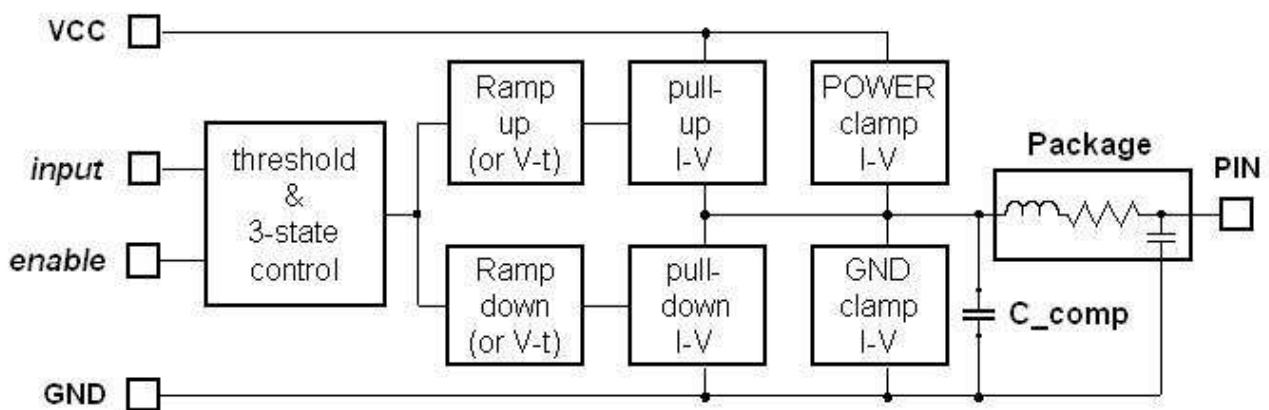 VCC
input
enable
GND
threshold
&
3-state
control
Ramp
up
(or V-t)
Ramp
down
(or V-t)
pull-
up
I-V
pull-
down
I-V
POWER
clamp
I-V
GND
clamp
I-V
C_comp
Package
PIN